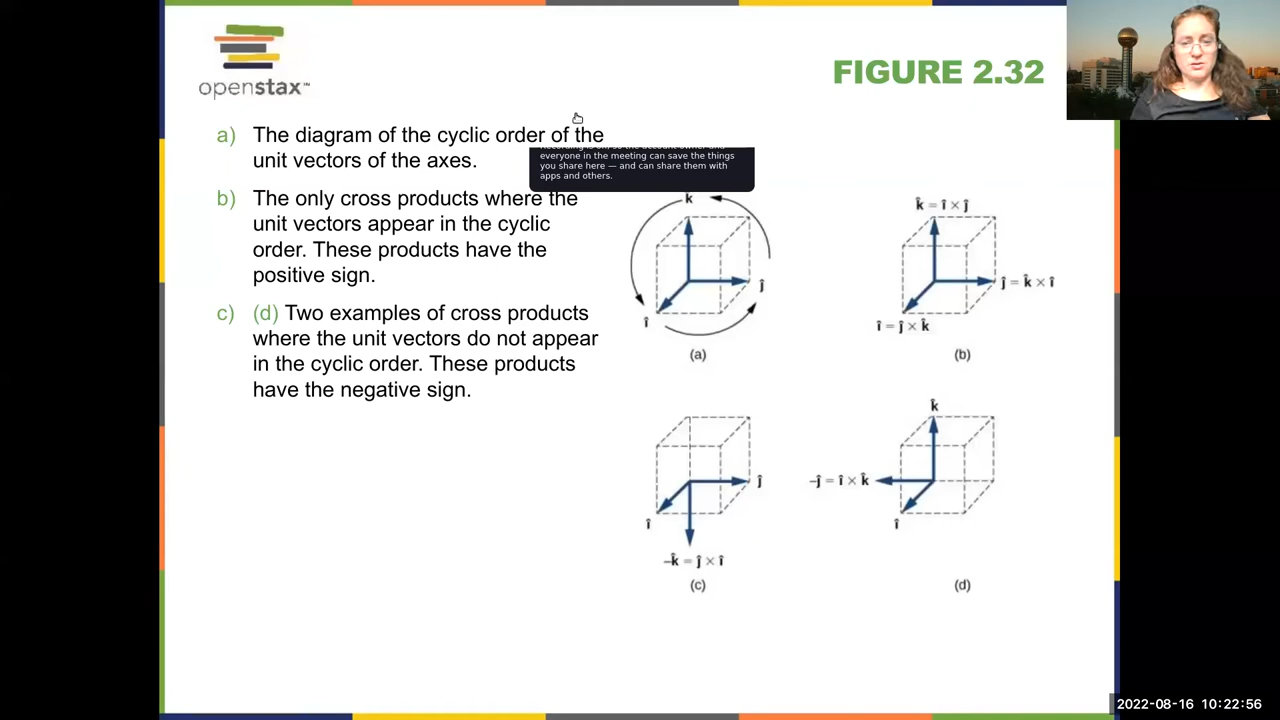 openstax™
FIGURE 2.32
a) The diagram of the cyclic order of the
unit vectors of the axes.
everyone in the meeting can save the things
you share here — and can share them with
apps and others.
b) The only cross products where the
unit vectors appear in the cyclic
order. These products have the
positive sign.
c) (d) Two examples of cross products
where the unit vectors do not appear
in the cyclic order. These products
have the negative sign.
k̂
ĵ
î
(a)
k̂ = î × ĵ
ĵ = k̂ × î
î = ĵ × k̂
(b)
ĵ
î
–k̂ = ĵ × î
(c)
k̂
–ĵ = î × k̂
î
(d)
2022-08-16 10:22:56